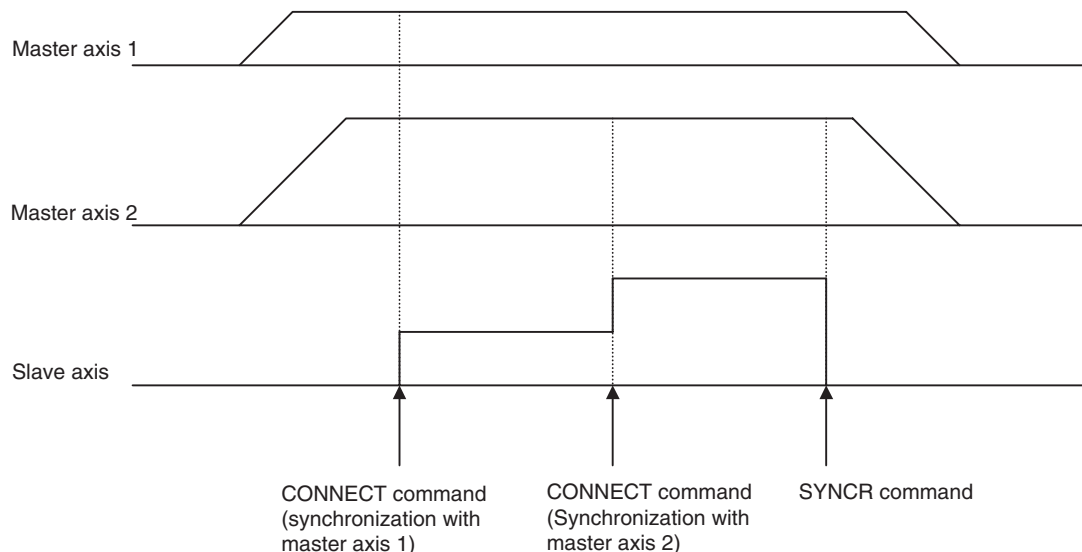 Master axis 1
Master axis 2
Slave axis
CONNECT command
(synchronization with
master axis 1)
CONNECT command
(Synchronization with
master axis 2)
SYNCR command